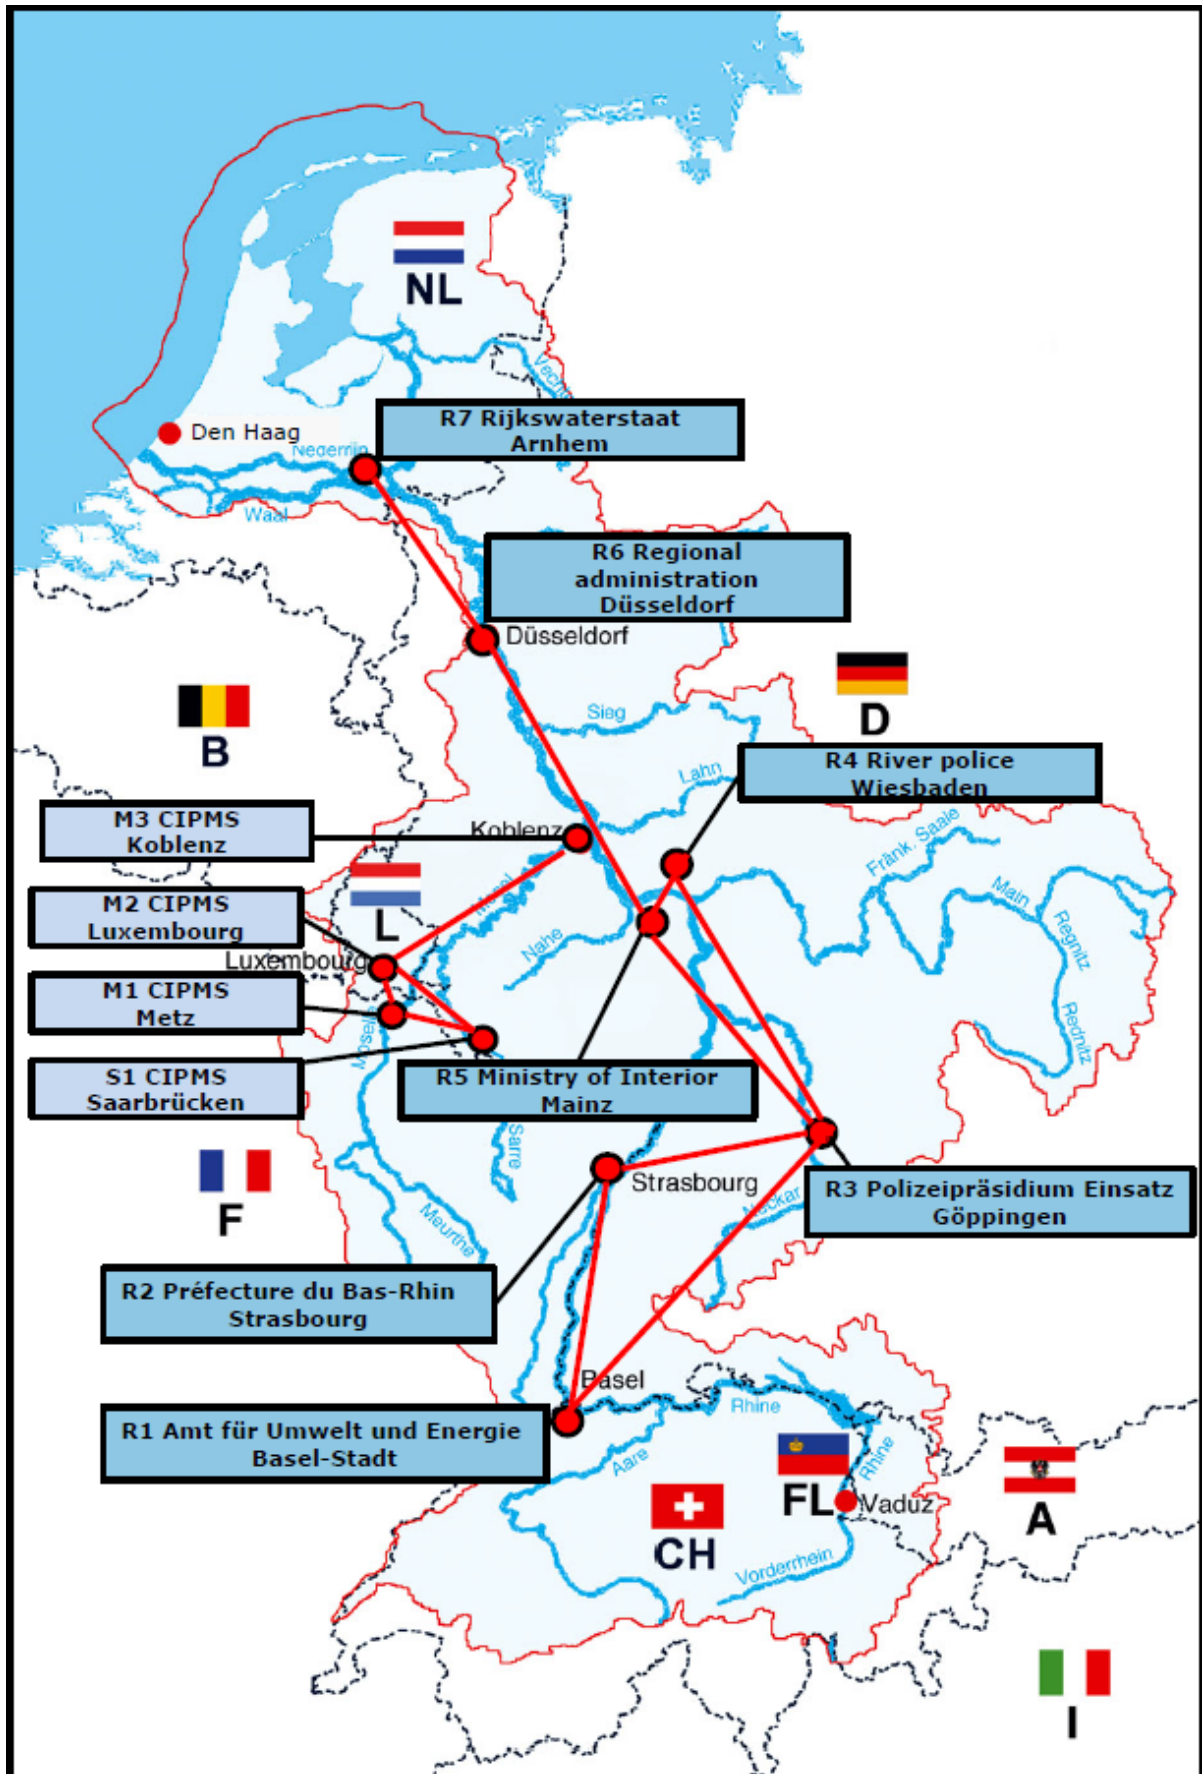 NL
Vecht
R7 Rijkswaterstaat
Arnhem
Den Haag
Nederrijn
Waal
R6 Regional
administration
Düsseldorf
Düsseldorf
D
B
Sieg
R4 River police
Wiesbaden
Lahn
M3 CIPMS
Koblenz
Koblenz
Fränk. Saale
Mosel
Main
M2 CIPMS
Luxembourg
L
Regnitz
Nahe
Luxembourg
M1 CIPMS
Metz
Moselle
Rednitz
S1 CIPMS
Saarbrücken
R5 Ministry of Interior
Mainz
Sarre
Strasbourg
R3 Polizeipräsidium Einsatz
Göppingen
Neckar
F
Meurthe
R2 Préfecture du Bas-Rhin
Strasbourg
Basel
Rhine
R1 Amt für Umwelt und Energie
Basel-Stadt
Aare
Rhine
FL
Vaduz
A
CH
Vorderrhein
I